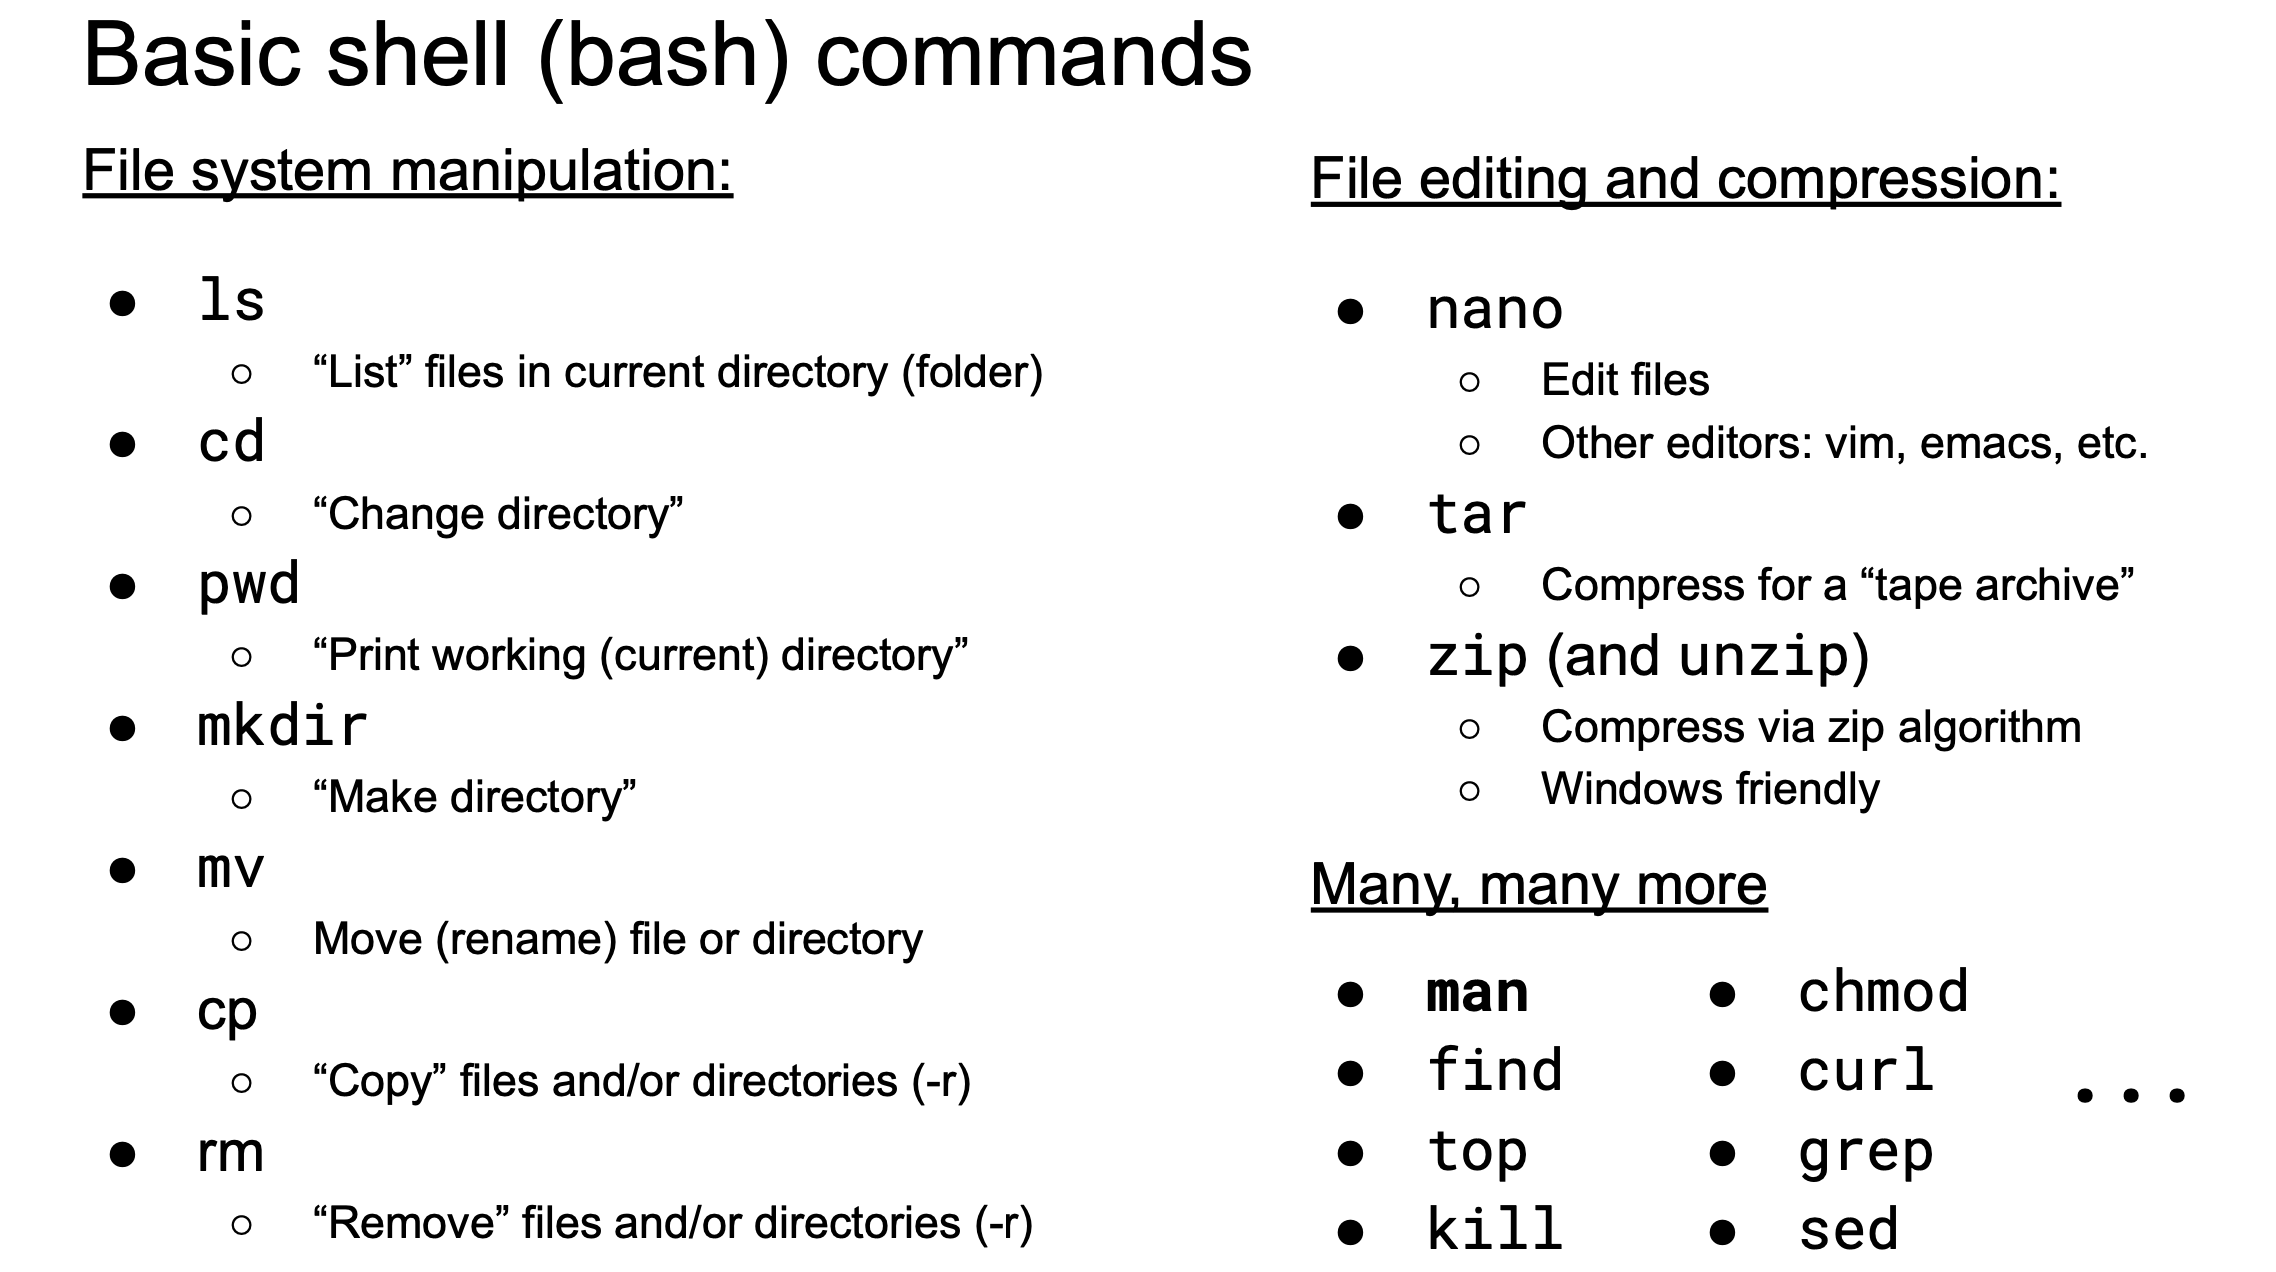 Basic shell (bash) commands
File system manipulation:
● ls
○ “List” files in current directory (folder)
● cd
○ “Change directory”
● pwd
○ “Print working (current) directory”
● mkdir
○ “Make directory”
● mv
○ Move (rename) file or directory
● cp
○ “Copy” files and/or directories (-r)
● rm
○ “Remove” files and/or directories (-r)
File editing and compression:
● nano
○ Edit files
○ Other editors: vim, emacs, etc.
● tar
○ Compress for a “tape archive”
● zip (and unzip)
○ Compress via zip algorithm
○ Windows friendly
Many, many more
● man
● find
● top
● kill
● chmod
● curl
● grep
● sed
...